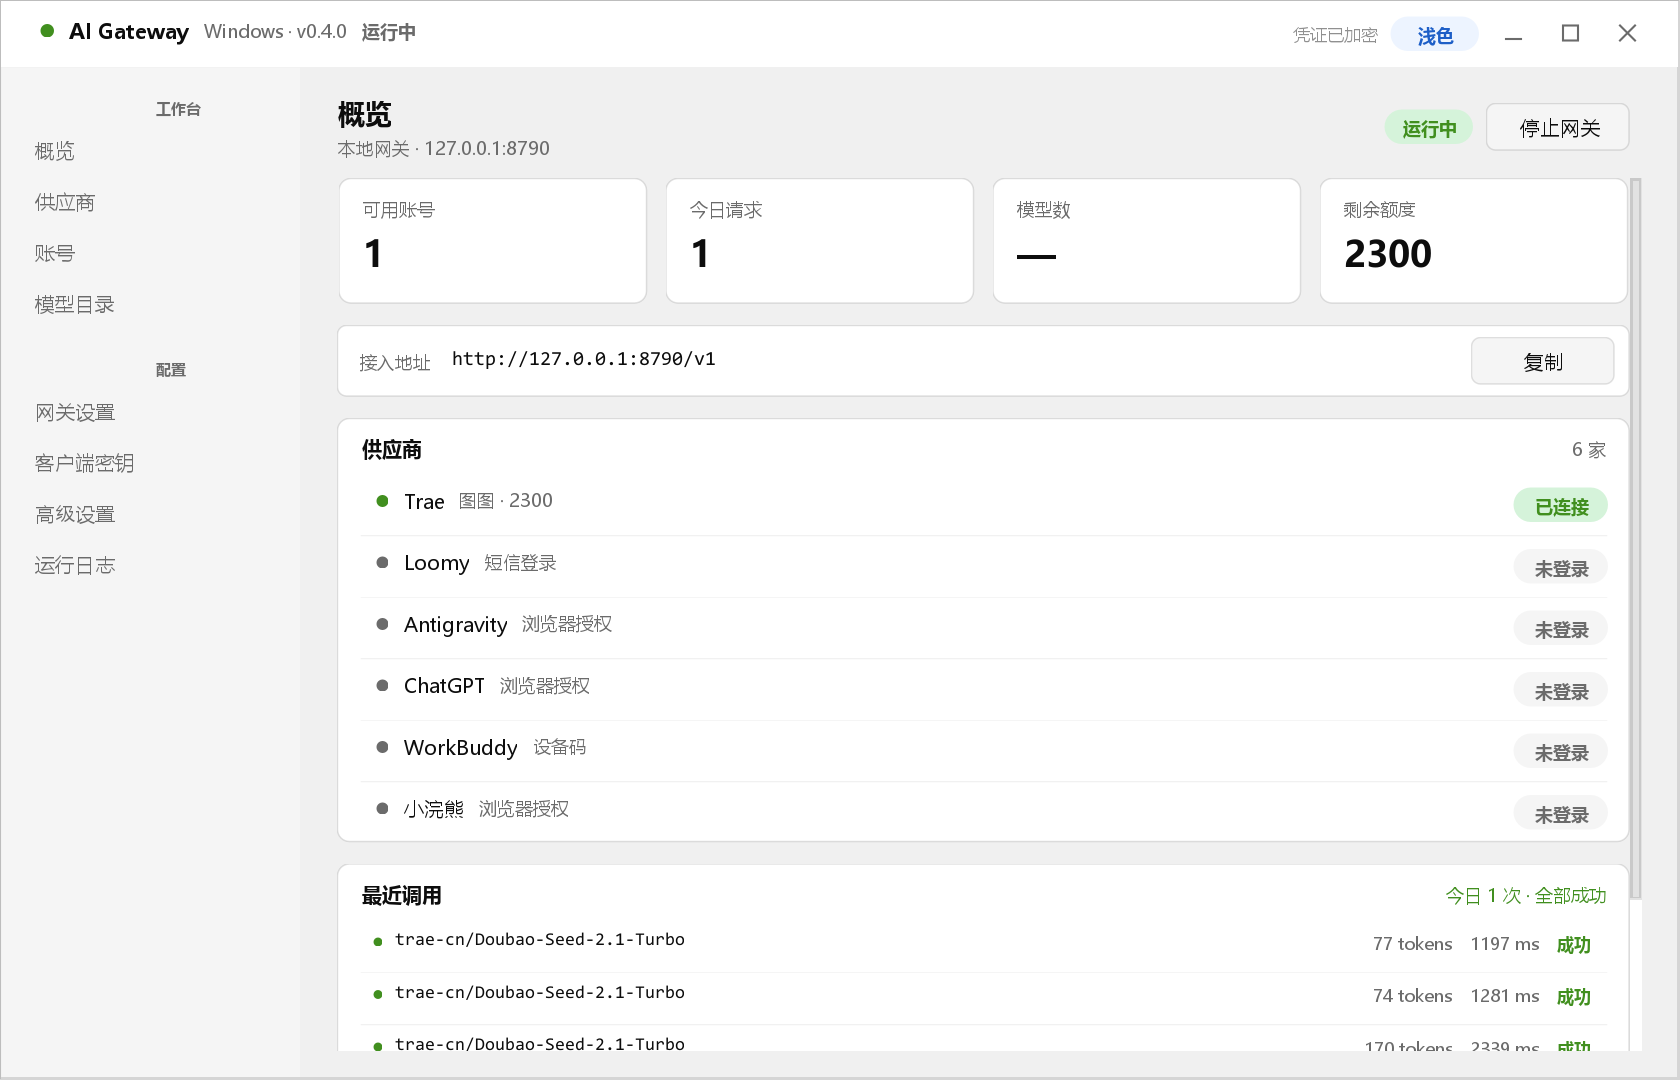 AI Gateway Windows · v0.4.0 运行中
凭证已加密 浅色
工作台
概览
供应商
账号
模型目录
配置
网关设置
客户端密钥
高级设置
运行日志
概览
本地网关 · 127.0.0.1:8790
运行中 停止网关
可用账号
1
今日请求
1
模型数
—
剩余额度
2300
接入地址 http://127.0.0.1:8790/v1 复制
供应商 6 家
Trae 图图 · 2300 已连接
Loomy 短信登录 未登录
Antigravity 浏览器授权 未登录
ChatGPT 浏览器授权 未登录
WorkBuddy 设备码 未登录
小浣熊 浏览器授权 未登录
最近调用 今日 1 次 · 全部成功
trae-cn/Doubao-Seed-2.1-Turbo 77 tokens 1197 ms 成功
trae-cn/Doubao-Seed-2.1-Turbo 74 tokens 1281 ms 成功
trae-cn/Doubao-Seed-2.1-Turbo 170 tokens 2339 ms 成功